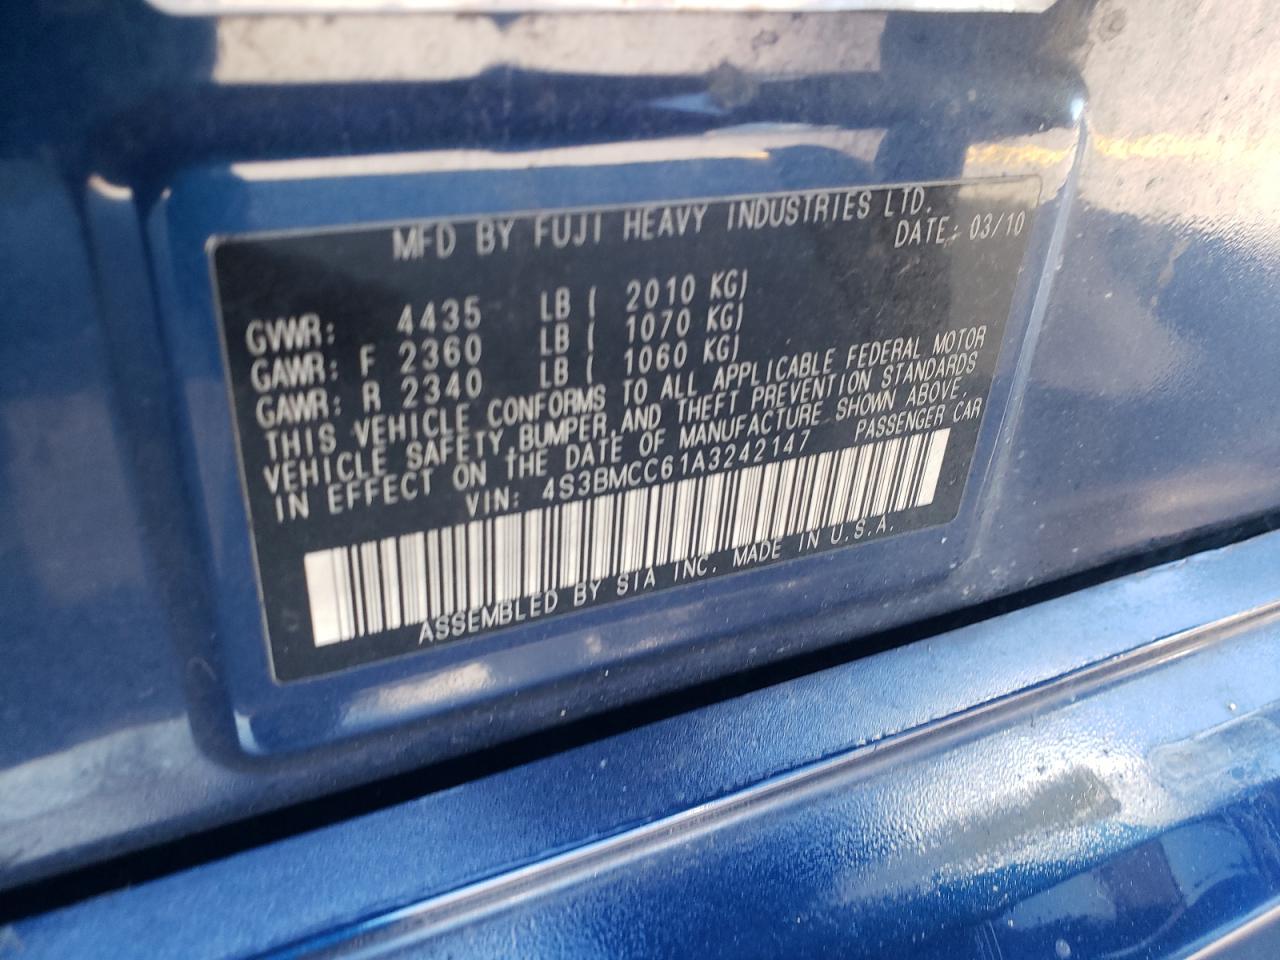 MFD BY FUJI HEAVY INDUSTRIES LTD.
DATE: 03/10
GVWR: 4435 LB ( 2010 KG)
GAWR: F 2360 LB ( 1070 KG)
GAWR: R 2340 LB ( 1060 KG)
THIS VEHICLE CONFORMS TO ALL APPLICABLE FEDERAL MOTOR
VEHICLE SAFETY,BUMPER,AND THEFT PREVENTION STANDARDS
IN EFFECT ON THE DATE OF MANUFACTURE SHOWN ABOVE.
VIN: 4S3BMCC61A3242147 PASSENGER CAR
ASSEMBLED BY SIA INC. MADE IN U.S.A.